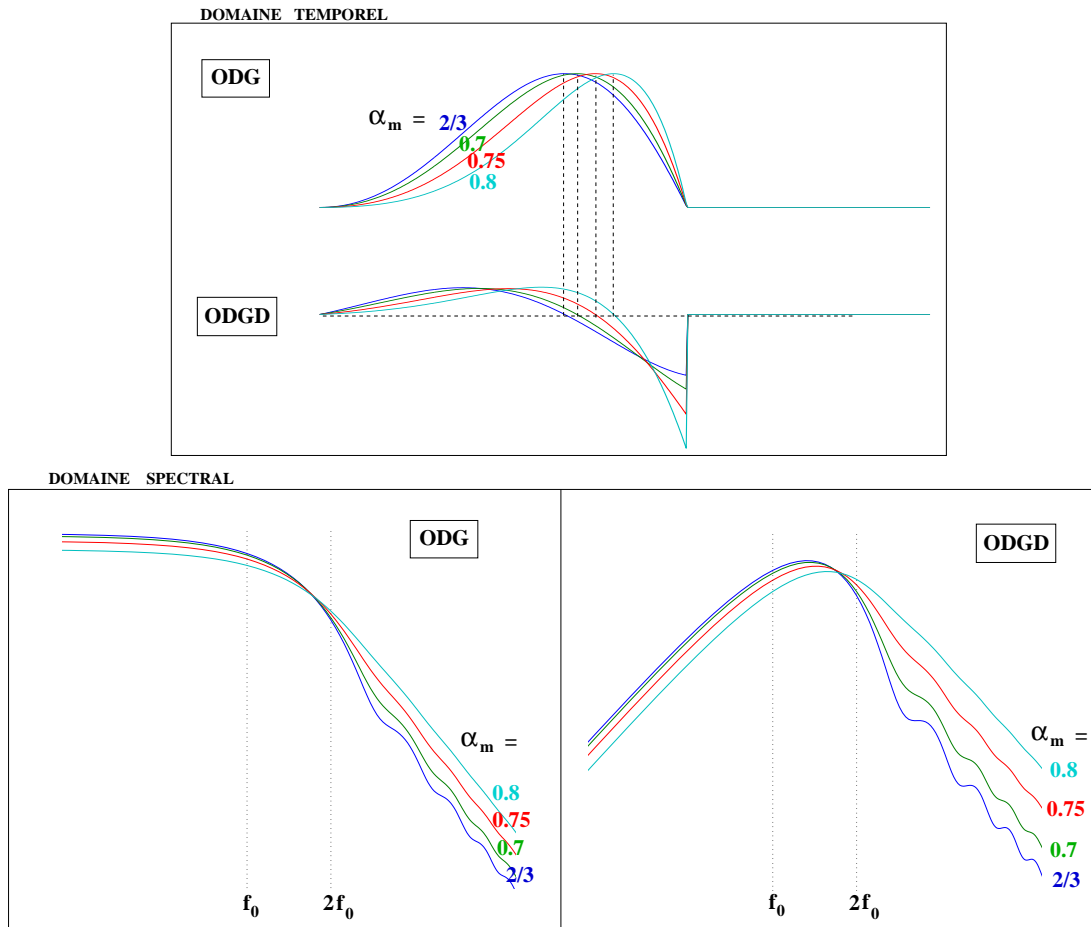 DOMAINE TEMPOREL
ODG
αm = 2/3
0.7
0.75
0.8
ODGD
DOMAINE SPECTRAL
ODG
αm =
0.8
0.75
0.7
2/3
f0 2f0
ODGD
αm =
0.8
0.75
0.7
2/3
f0 2f0